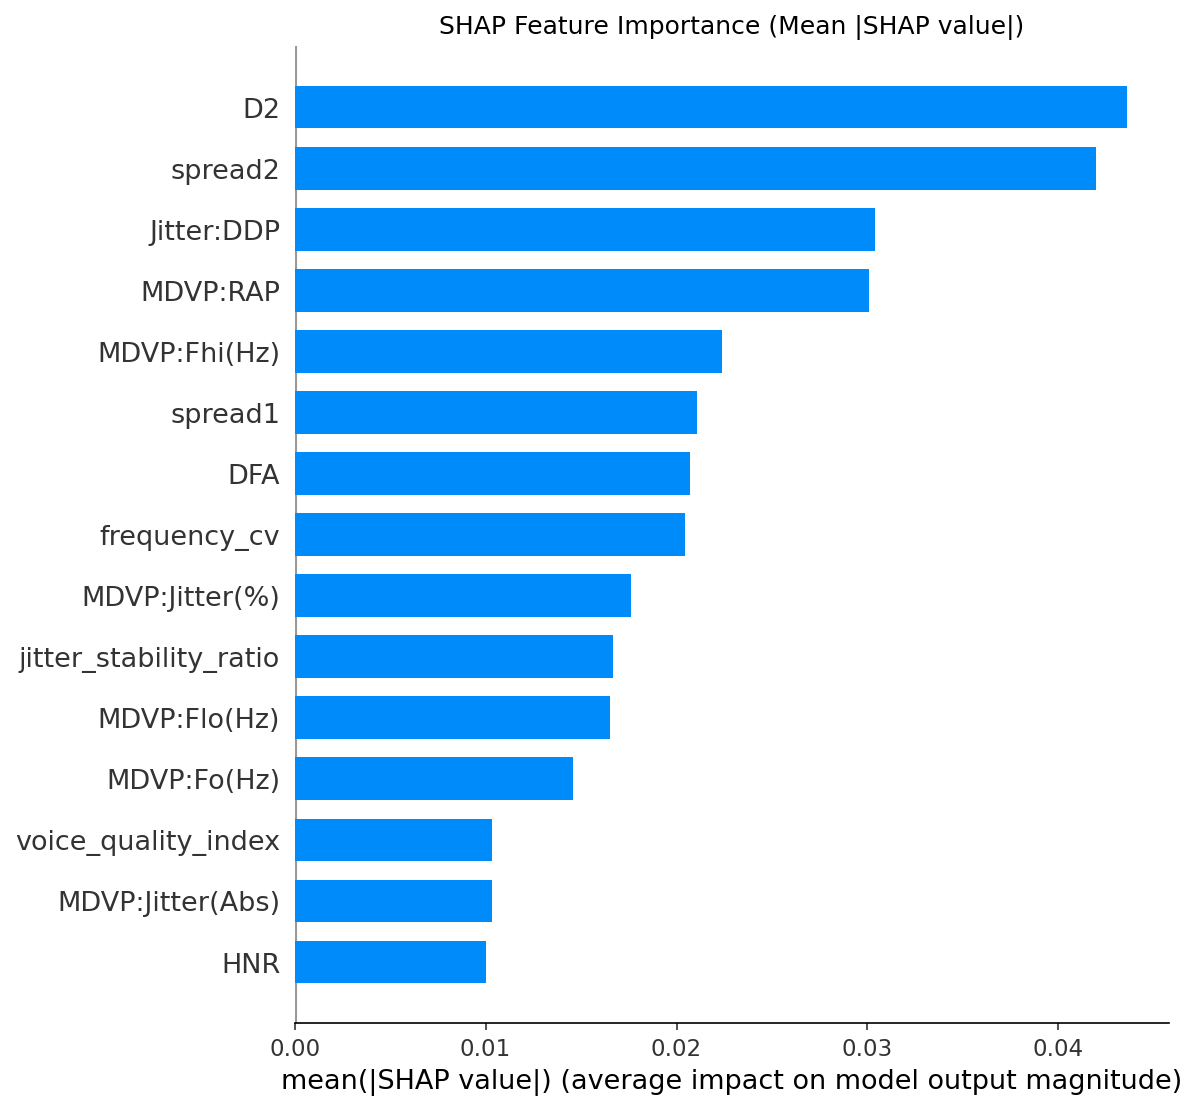 SHAP Feature Importance (Mean |SHAP value|)
D2
spread2
Jitter:DDP
MDVP:RAP
MDVP:Fhi(Hz)
spread1
DFA
frequency_cv
MDVP:Jitter(%)
jitter_stability_ratio
MDVP:Flo(Hz)
MDVP:Fo(Hz)
voice_quality_index
MDVP:Jitter(Abs)
HNR
0.00 0.01 0.02 0.03 0.04
mean(|SHAP value|) (average impact on model output magnitude)